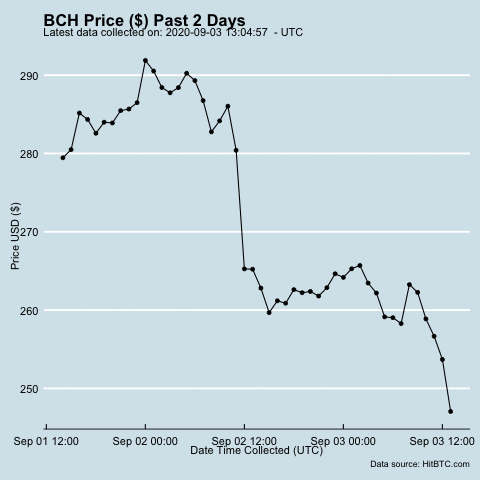 BCH Price ($) Past 2 Days
Latest data collected on: 2020-09-03 13:04:57 - UTC
290
280
270
260
250
Price USD ($)
Sep 01 12:00 Sep 02 00:00 Sep 02 12:00 Sep 03 00:00 Sep 03 12:00
Date Time Collected (UTC)
Data source: HitBTC.com